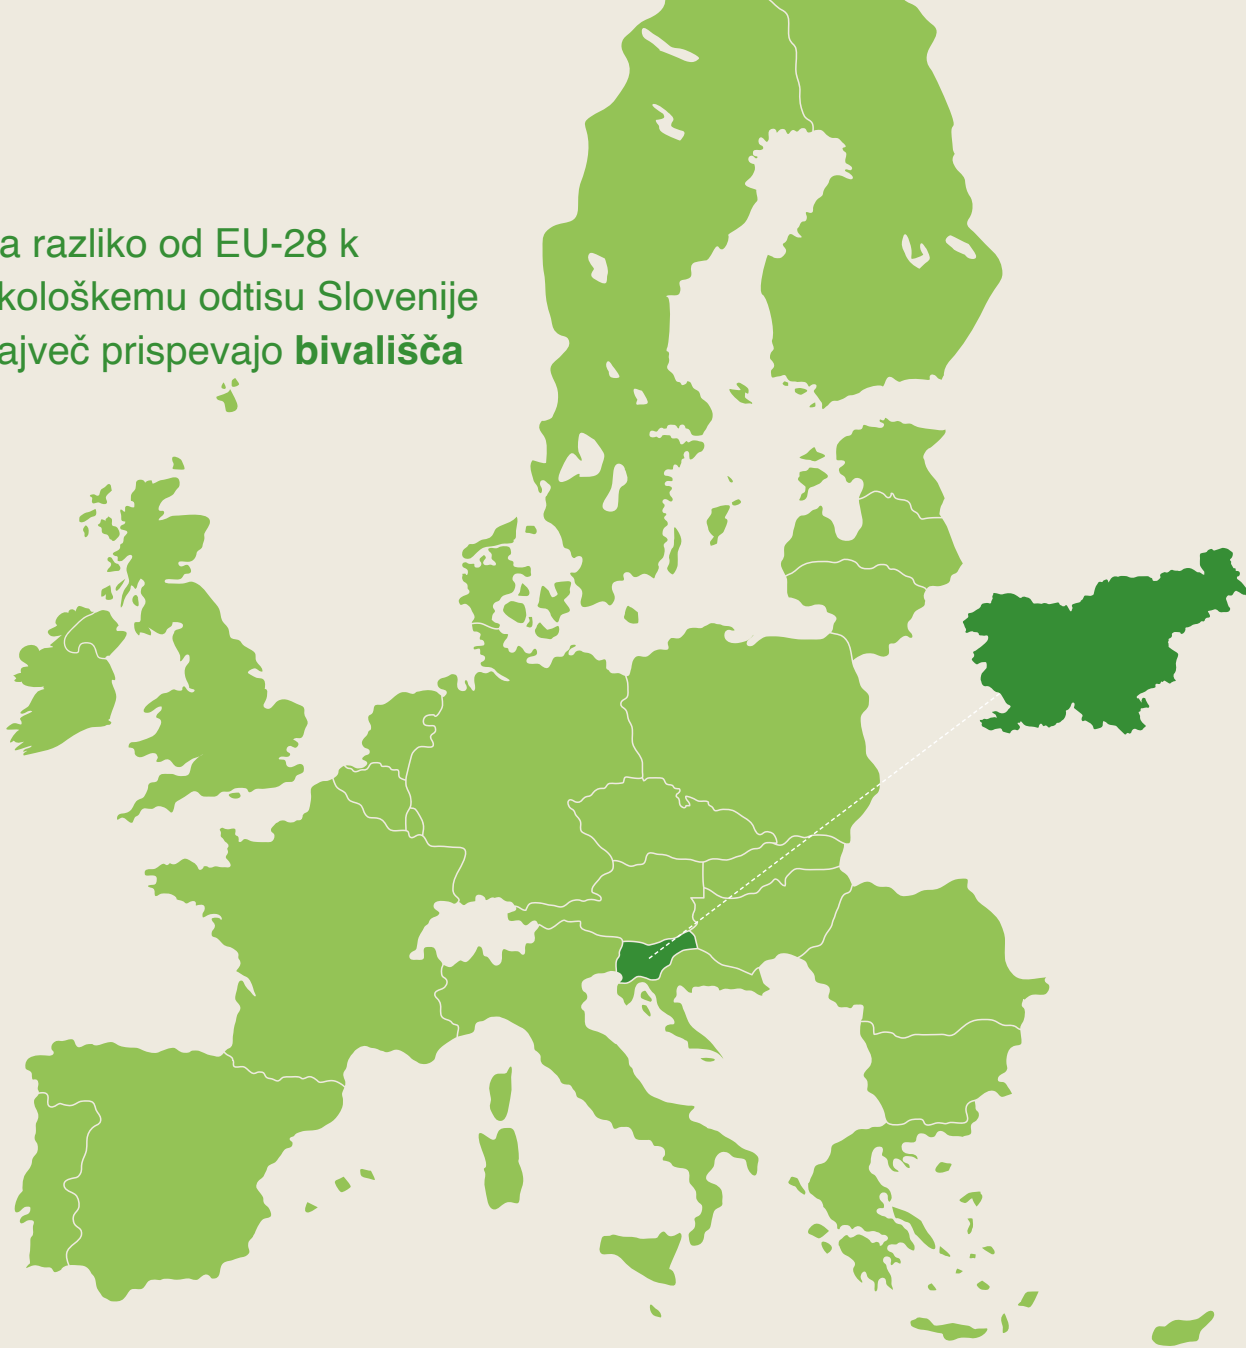 a razliko od EU-28 k
kološkemu odtisu Slovenije
ajveč prispevajo bivališča